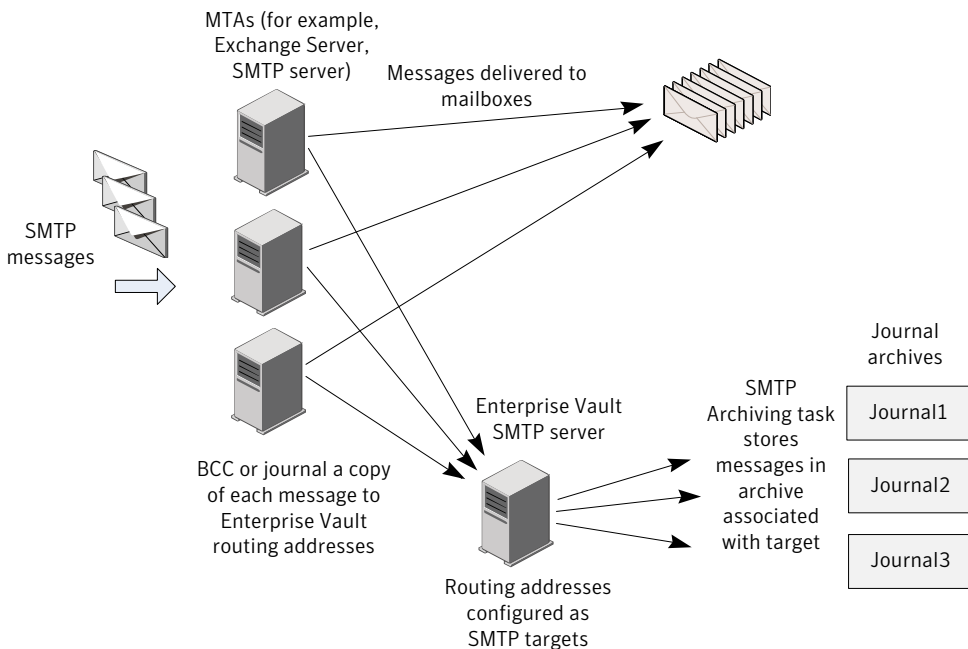 MTAs (for example,
Exchange Server,
SMTP server)
Messages delivered to
mailboxes
SMTP
messages
BCC or journal a copy
of each message to
Enterprise Vault
routing addresses
Enterprise Vault
SMTP server
Routing addresses
configured as
SMTP targets
SMTP
Archiving task
stores
messages in
archive
associated
with target
Journal
archives
Journal1
Journal2
Journal3